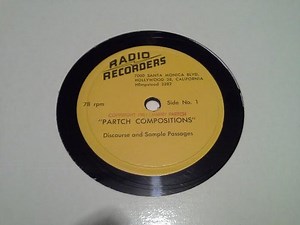 RADIO
RECORDERS
7000 SANTA MONICA BLVD.
HOLLYWOOD 38, CALIFORNIA
78 rpm
Side No. 1
"PARTCH COMPOSITIONS"
Discourse and Sample Passages